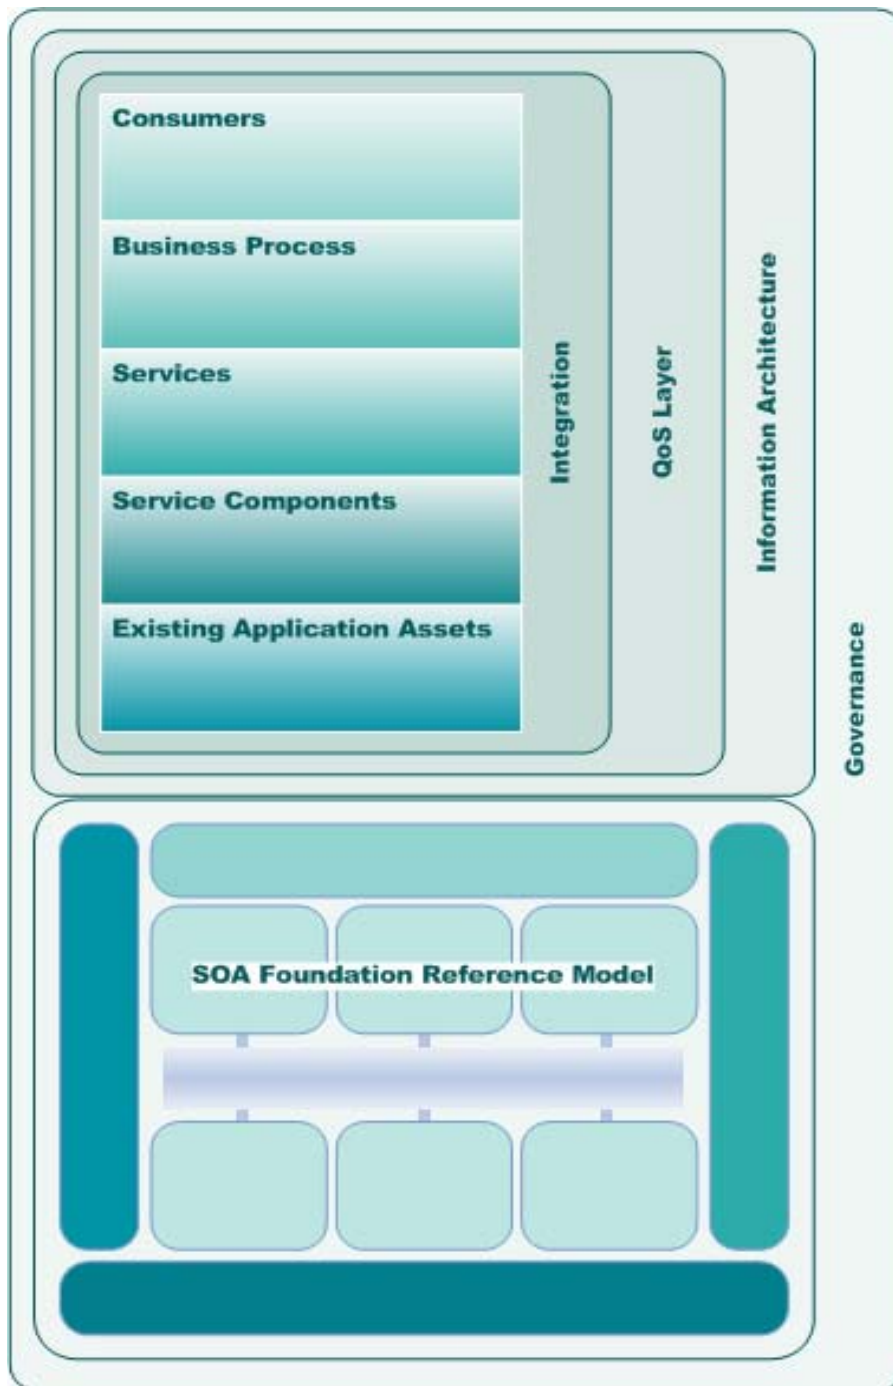 Consumers
Business Process
Services
Service Components
Existing Application Assets
Integration
QoS Layer
Information Architecture
Governance
SOA Foundation Reference Model